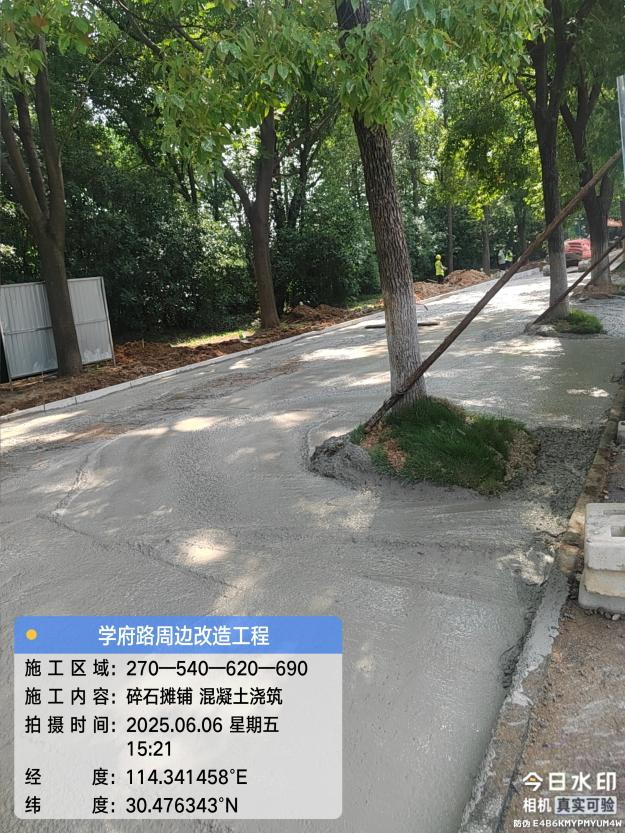 学府路周边改造工程
施工区域: 270—540—620—690
施工内容: 碎石摊铺 混凝土浇筑
拍摄时间: 2025.06.06 星期五
15:21
经度: 114.341458°E
纬度: 30.476343°N
今日水印
相机 真实可验
防伪 E4B6KMYPMYUM4W